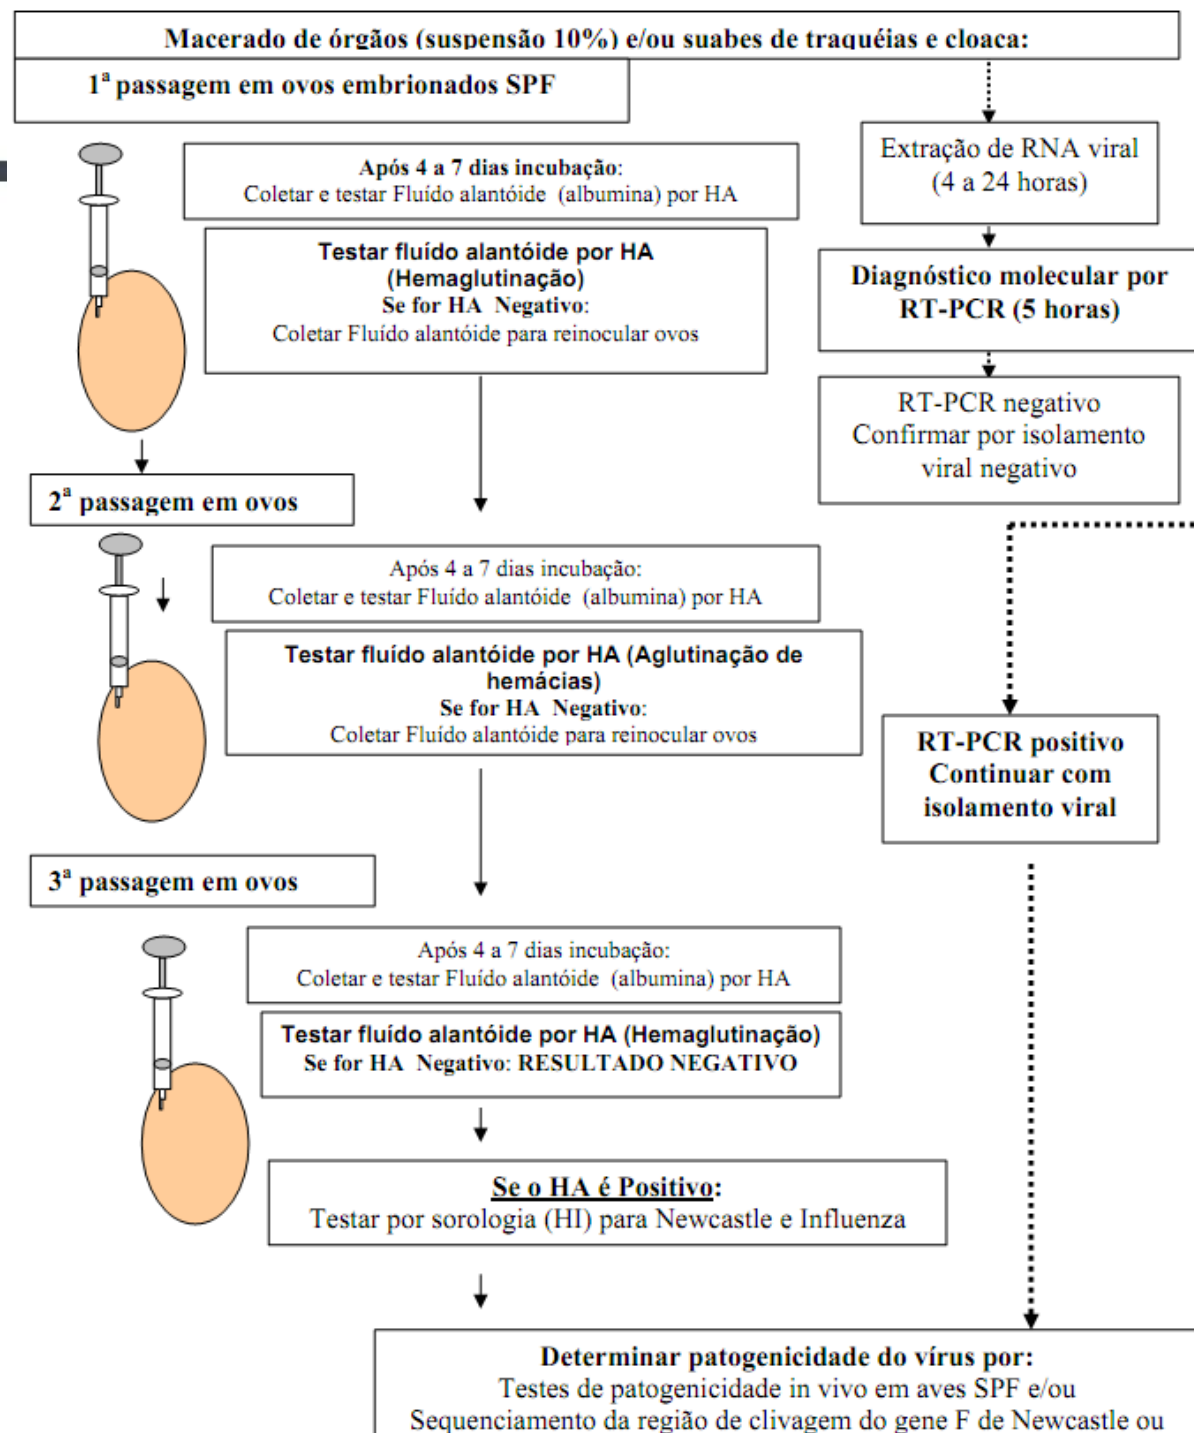 Macerado de órgãos (suspensão 10%) e/ou suabes de traquéias e cloaca:
1ª passagem em ovos embrionados SPF
Após 4 a 7 dias incubação:
Coletar e testar Fluído alantóide (albumina) por HA
Testar fluído alantóide por HA
(Hemaglutinação)
Se for HA Negativo:
Coletar Fluído alantóide para reinocular ovos
Extração de RNA viral
(4 a 24 horas)
Diagnóstico molecular por
RT-PCR (5 horas)
RT-PCR negativo
Confirmar por isolamento
viral negativo
2ª passagem em ovos
Após 4 a 7 dias incubação:
Coletar e testar Fluído alantóide (albumina) por HA
Testar fluído alantóide por HA (Aglutinação de
hemácias)
Se for HA Negativo:
Coletar Fluído alantóide para reinocular ovos
RT-PCR positivo
Continuar com
isolamento viral
3ª passagem em ovos
Após 4 a 7 dias incubação:
Coletar e testar Fluído alantóide (albumina) por HA
Testar fluído alantóide por HA (Hemaglutinação)
Se for HA Negativo: RESULTADO NEGATIVO
Se o HA é Positivo:
Testar por sorologia (HI) para Newcastle e Influenza
Determinar patogenicidade do vírus por:
Testes de patogenicidade in vivo em aves SPF e/ou
Sequenciamento da região de clivagem do gene F de Newcastle ou